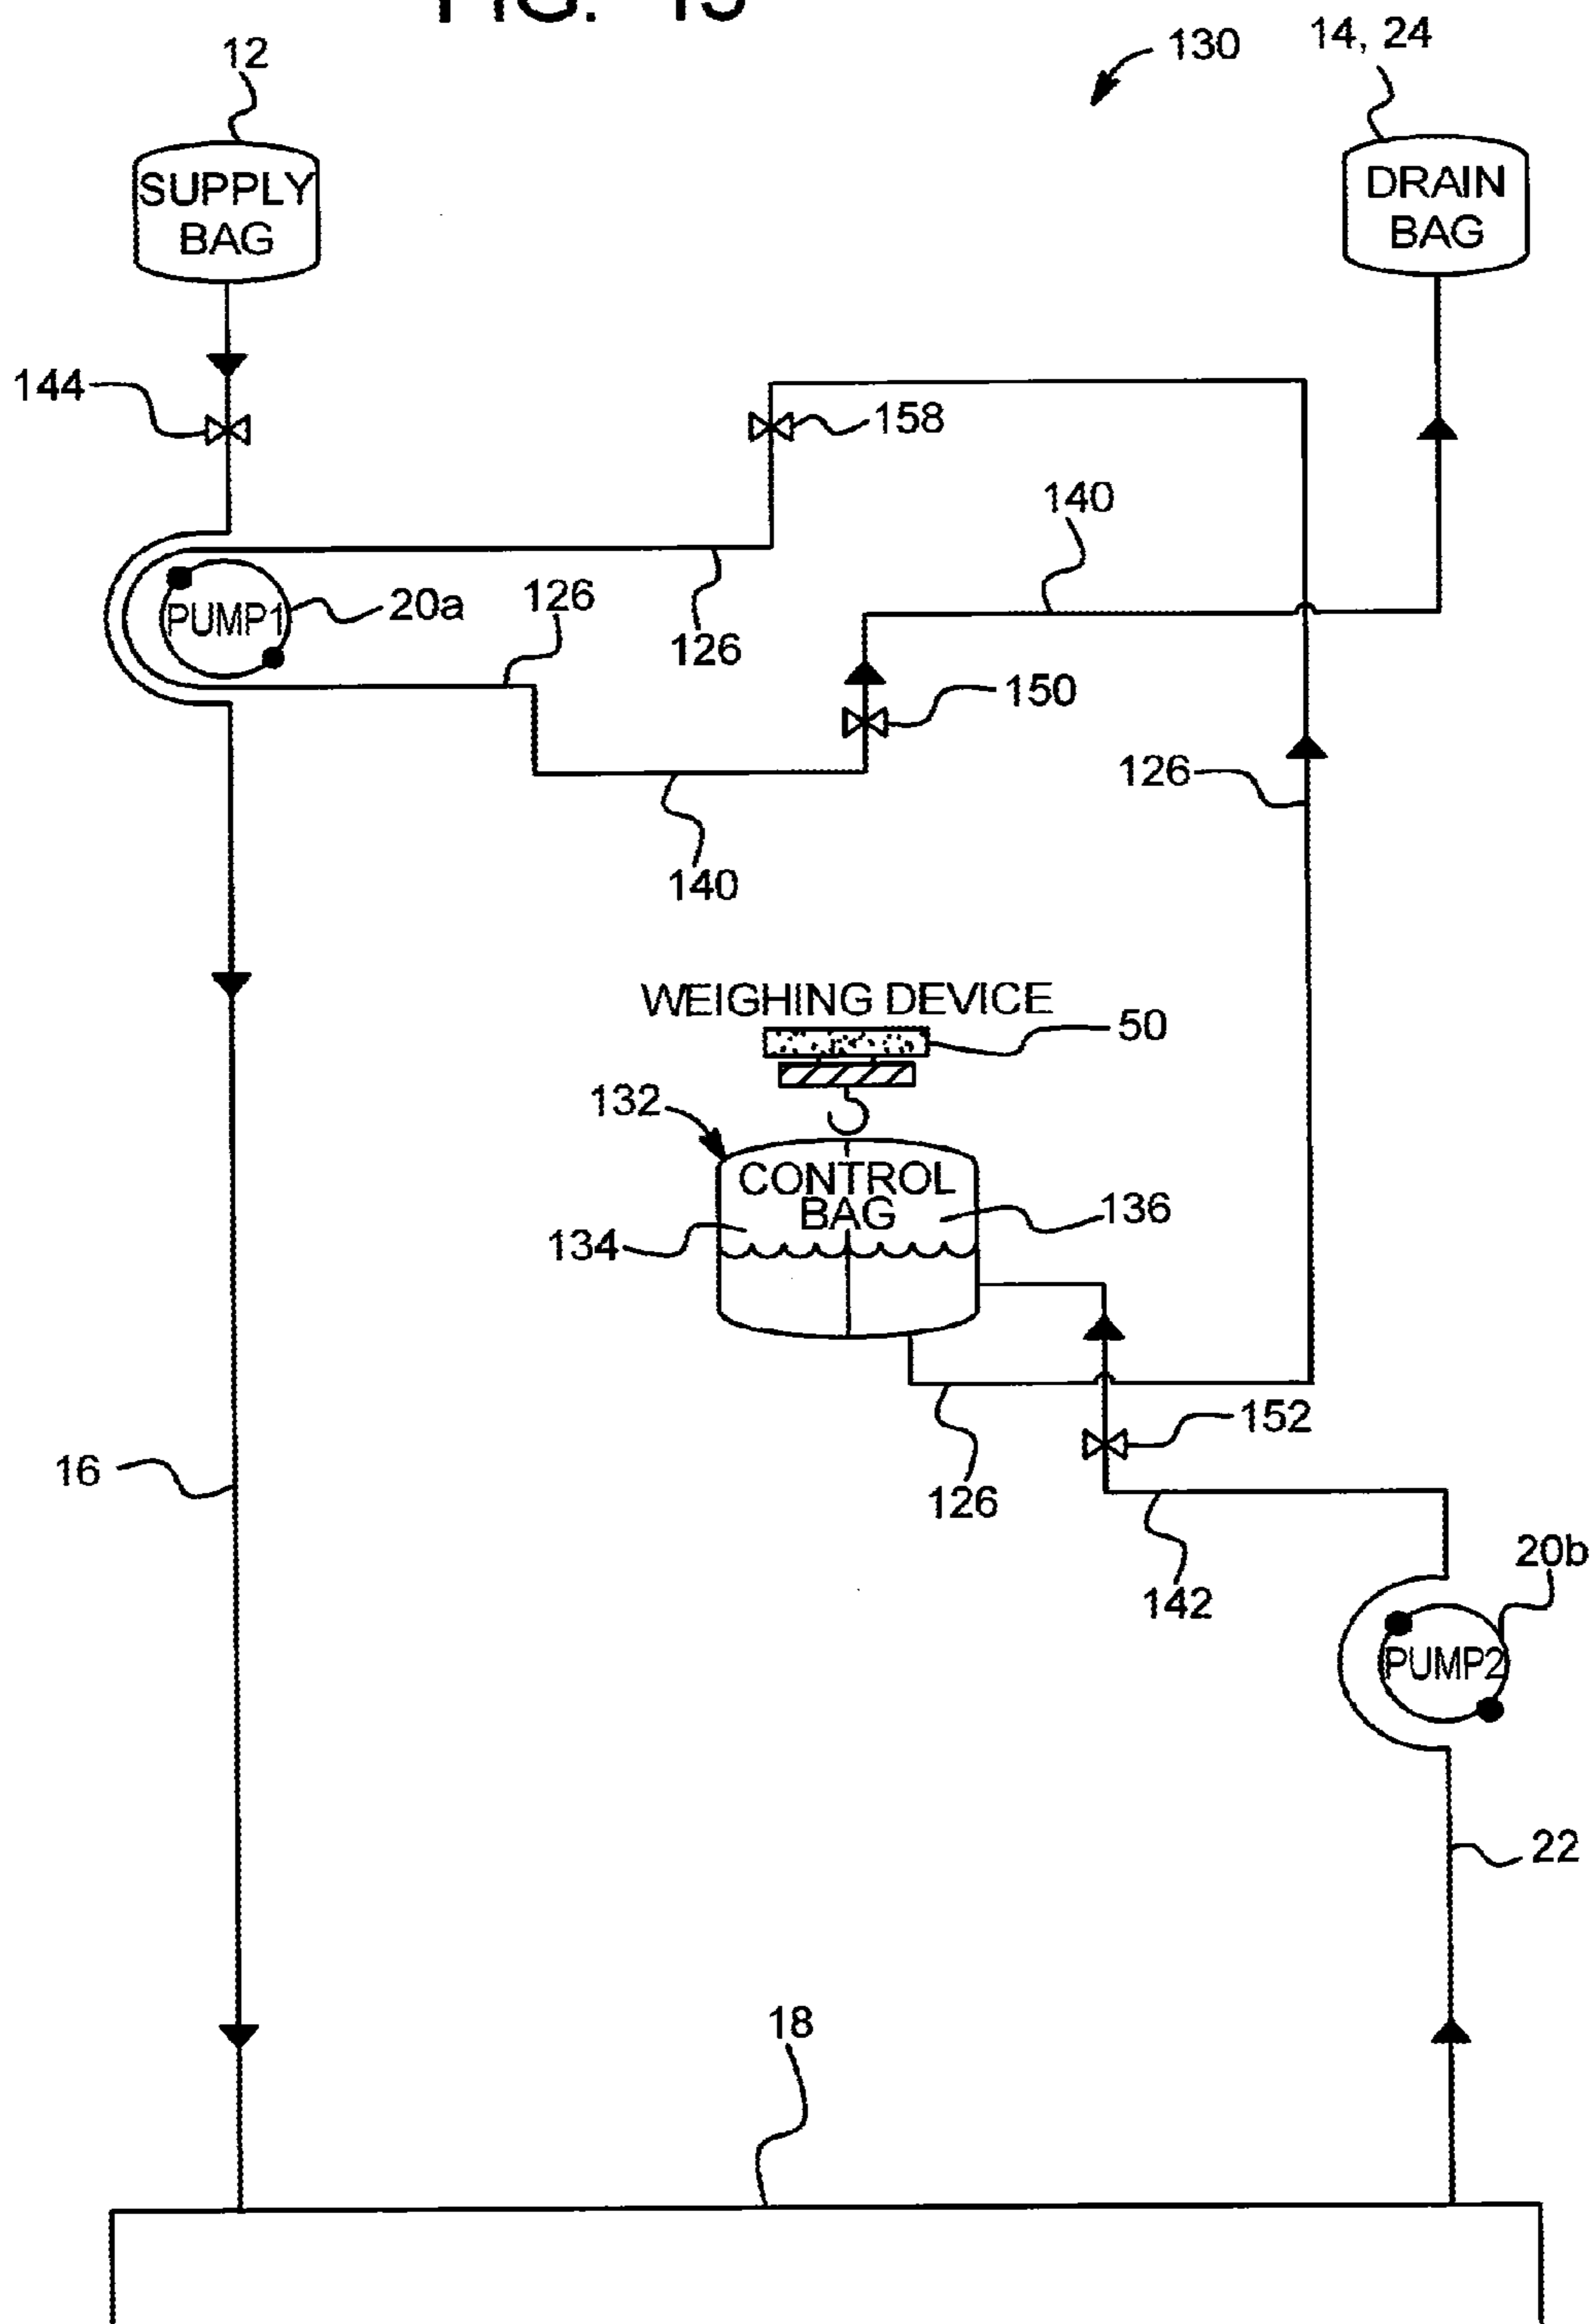 12
130
14, 24
SUPPLY
BAG
DRAIN
BAG
144
158
140
PUMP1
20a
126
126
150
126
140
WEIGHING DEVICE
50
132
CONTROL
BAG
134
136
152
16
126
142
20b
PUMP2
22
18